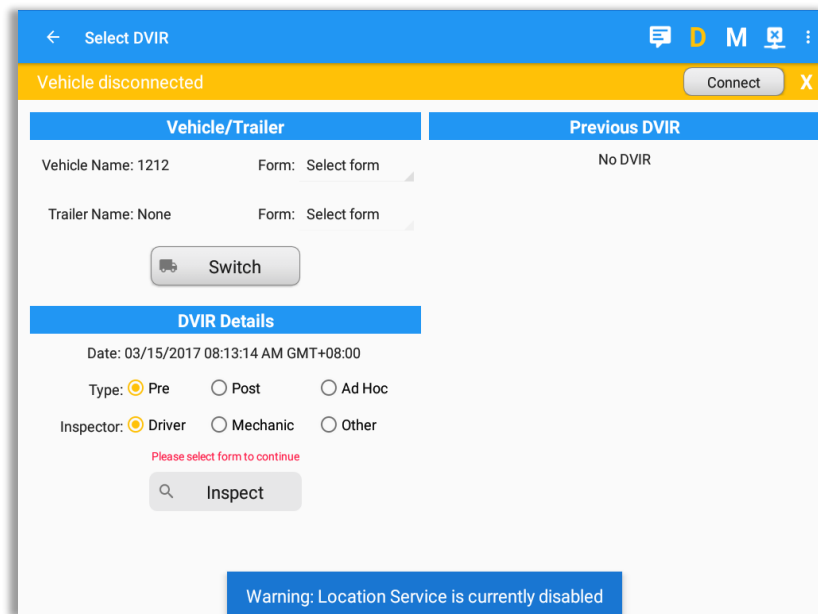 Select DVIR D M
Vehicle disconnected Connect X
Vehicle/Trailer
Vehicle Name: 1212 Form: Select form
Trailer Name: None Form: Select form
Switch
DVIR Details
Date: 03/15/2017 08:13:14 AM GMT+08:00
Type: Pre Post Ad Hoc
Inspector: Driver Mechanic Other
Please select form to continue
Inspect
Previous DVIR
No DVIR
Warning: Location Service is currently disabled